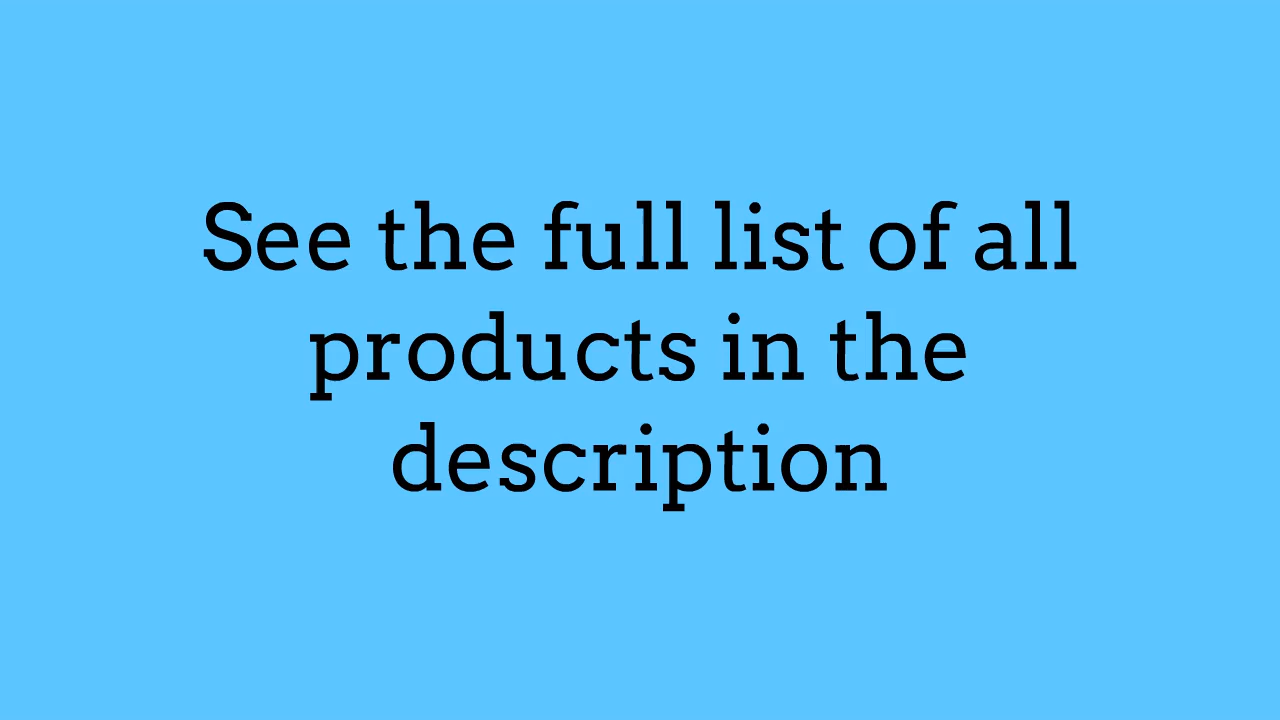 See the full list of all
products in the
description